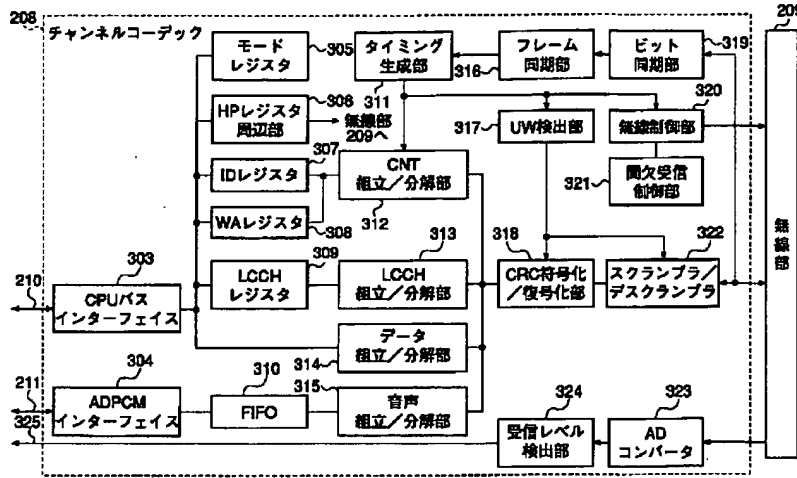 208
チャンネルコーデック
209
モード
レジスタ
305
タイミング
生成部
311
フレーム
同期部
316
ビット
同期部
319
HPレジスタ
周辺部
306
無線部
209へ
317
UW検出部
320
無線制御部
307
IDレジスタ
CNT
組立/分解部
312
321
間欠受信
制御部
WAレジスタ
308
無線部
303
309
313
318
322
210
CPUバス
インターフェイス
LCCH
レジスタ
LCCH
組立/分解部
CRC符号化
/復号化部
スクランブラ/
デスクランブラ
データ
組立/分解部
314
304
310
315
211
ADPCM
インターフェイス
FIFO
音声
組立/分解部
324
323
325
受信レベル
検出部
AD
コンバータ